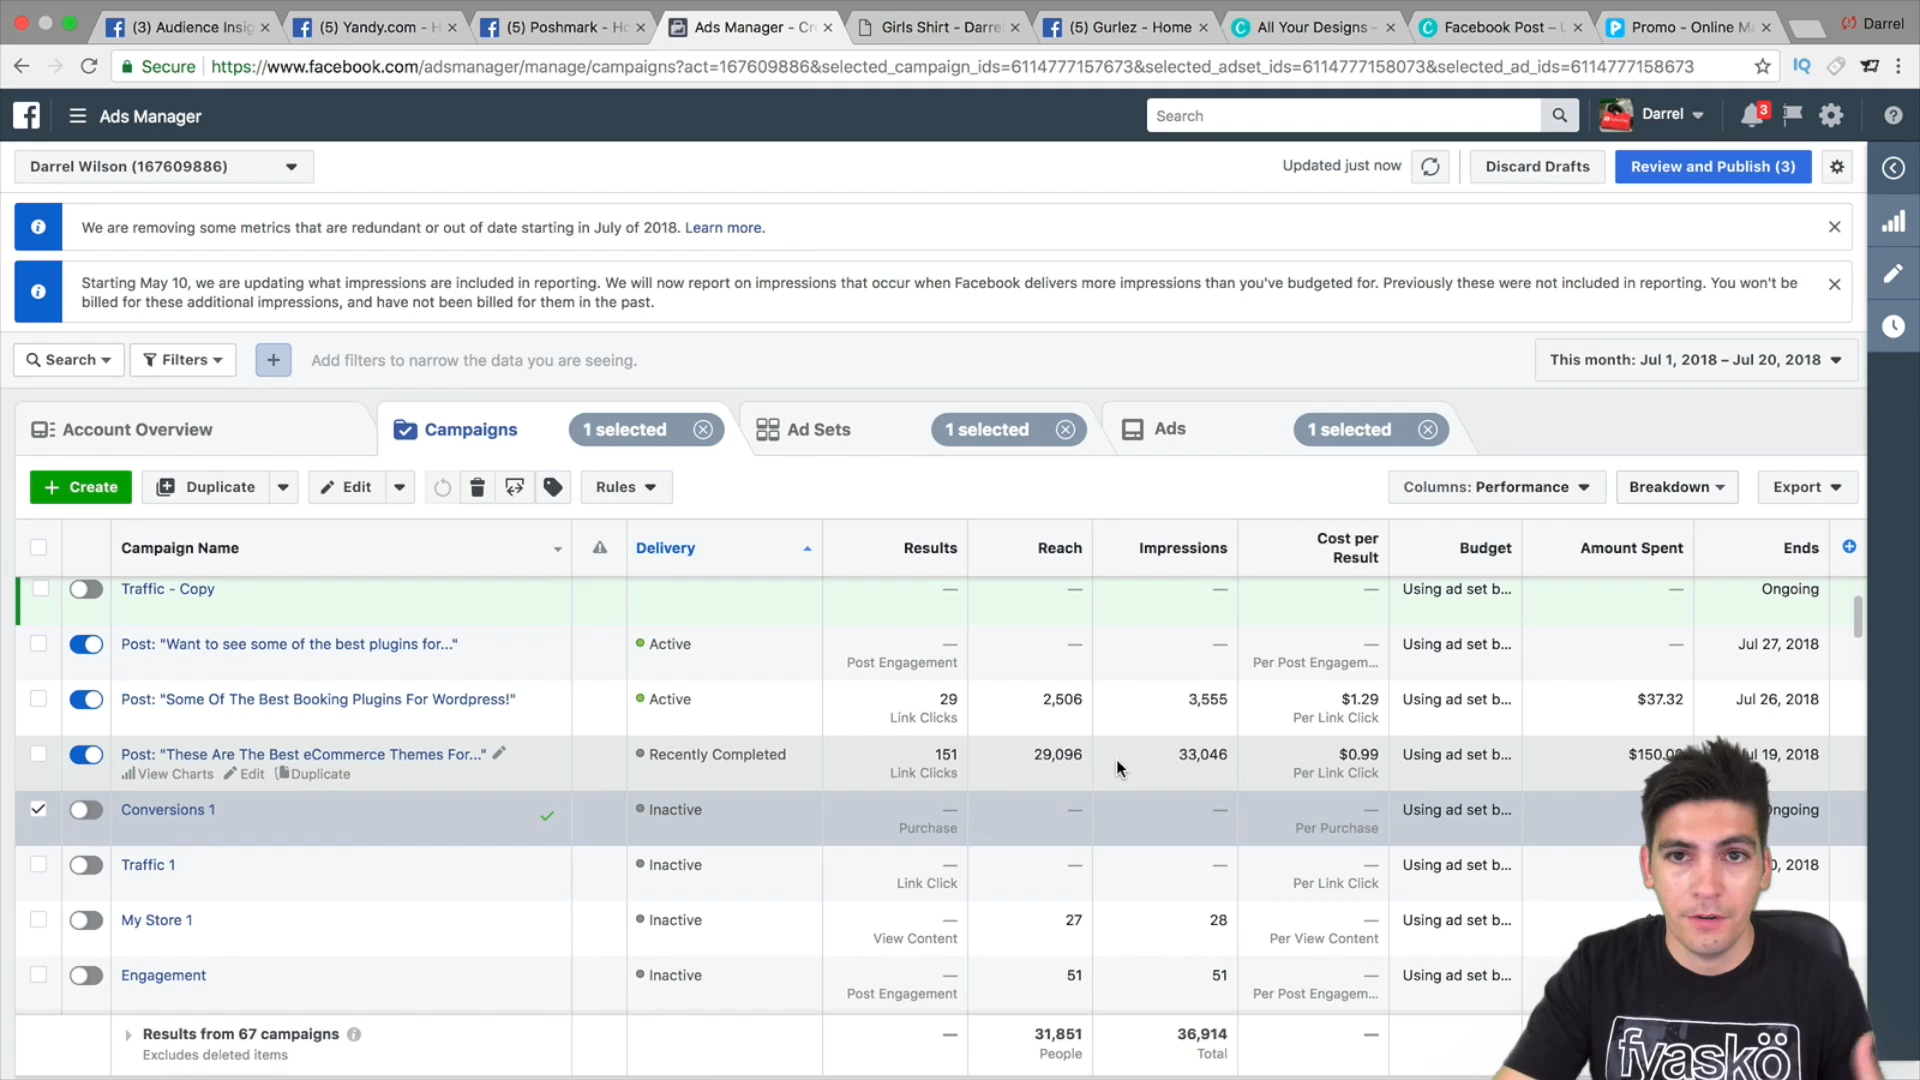 (3) Audience Insig
(5) Yandy.com - H
(5) Poshmark - Ho
Ads Manager - Cr
Girls Shirt - Darre
(5) Gurlez - Home
All Your Designs -
Facebook Post –
Promo - Online Ma
Darrel
Secure
https://www.facebook.com/adsmanager/manage/campaigns?act=167609886&selected_campaign_ids=6114777157673&selected_adset_ids=6114777158073&selected_ad_ids=6114777158673
IQ
Ads Manager
Search
Darrel
3
Darrel Wilson (167609886)
Updated just now
Discard Drafts
Review and Publish (3)
We are removing some metrics that are redundant or out of date starting in July of 2018. Learn more.
Starting May 10, we are updating what impressions are included in reporting. We will now report on impressions that occur when Facebook delivers more impressions than you've budgeted for. Previously these were not included in reporting. You won't be
billed for these additional impressions, and have not been billed for them in the past.
Search
Filters
+
Add filters to narrow the data you are seeing.
This month: Jul 1, 2018 – Jul 20, 2018
Account Overview
Campaigns
1 selected
Ad Sets
1 selected
Ads
1 selected
+ Create
Duplicate
Edit
Rules
Columns: Performance
Breakdown
Export
Campaign Name
Delivery
Results
Reach
Impressions
Cost per
Result
Budget
Amount Spent
Ends
Traffic - Copy
—
—
—
—
Using ad set b...
—
Ongoing
Post: "Want to see some of the best plugins for..."
Active
—
Post Engagement
—
—
—
Per Post Engagem...
Using ad set b...
—
Jul 27, 2018
Post: "Some Of The Best Booking Plugins For Wordpress!"
Active
29
Link Clicks
2,506
3,555
$1.29
Per Link Click
Using ad set b...
$37.32
Jul 26, 2018
Post: "These Are The Best eCommerce Themes For..."
View Charts
Edit
Duplicate
Recently Completed
151
Link Clicks
29,096
33,046
$0.99
Per Link Click
Using ad set b...
$150.0
ul 19, 2018
Conversions 1
Inactive
—
Purchase
—
—
—
Per Purchase
Using ad set b...
ngoing
Traffic 1
Inactive
—
Link Click
—
—
—
Per Link Click
Using ad set b...
0, 2018
My Store 1
Inactive
—
View Content
27
28
—
Per View Content
Using ad set b...
Engagement
Inactive
—
Post Engagement
51
51
—
Per Post Engagem...
Using ad set b...
Results from 67 campaigns
Excludes deleted items
—
31,851
People
36,914
Total
—
fyaskö